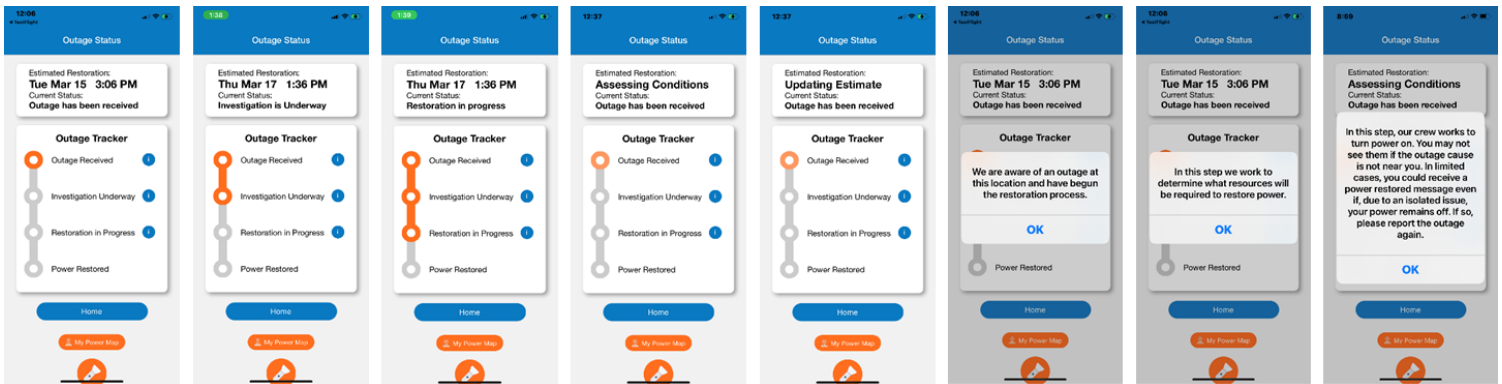 12:06
◂ TestFlight
Outage Status
Estimated Restoration:
Tue Mar 15 3:06 PM
Current Status:
Outage has been received
Outage Tracker
Outage Received i
Investigation Underway i
Restoration in Progress i
Power Restored
Home
My Power Map
1:38
Outage Status
Estimated Restoration:
Thu Mar 17 1:36 PM
Current Status:
Investigation is Underway
Outage Tracker
Outage Received i
Investigation Underway i
Restoration in Progress i
Power Restored
Home
My Power Map
1:39
Outage Status
Estimated Restoration:
Thu Mar 17 1:36 PM
Current Status:
Restoration in progress
Outage Tracker
Outage Received i
Investigation Underway i
Restoration in Progress i
Power Restored
Home
My Power Map
12:37
Outage Status
Estimated Restoration:
Assessing Conditions
Current Status:
Outage has been received
Outage Tracker
Outage Received i
Investigation Underway i
Restoration in Progress i
Power Restored
Home
My Power Map
12:37
Outage Status
Estimated Restoration:
Updating Estimate
Current Status:
Outage has been received
Outage Tracker
Outage Received i
Investigation Underway i
Restoration in Progress i
Power Restored
Home
My Power Map
12:06
◂ TestFlight
Outage Status
Estimated Restoration:
Tue Mar 15 3:06 PM
Current Status:
Outage has been received
Outage Tracker
We are aware of an outage at
this location and have begun
the restoration process.
OK
Power Restored
Home
My Power Map
12:06
◂ TestFlight
Outage Status
Estimated Restoration:
Tue Mar 15 3:06 PM
Current Status:
Outage has been received
Outage Tracker
In this step we work to
determine what resources will
be required to restore power.
OK
Power Restored
Home
My Power Map
8:59
Outage Status
Estimated Restoration:
Assessing Conditions
Current Status:
Outage has been received
In this step, our crew works to
turn power on. You may not
see them if the outage cause
is not near you. In limited
cases, you could receive a
power restored message even
if, due to an isolated issue,
your power remains off. If so,
please report the outage
again.
OK
Home
My Power Map